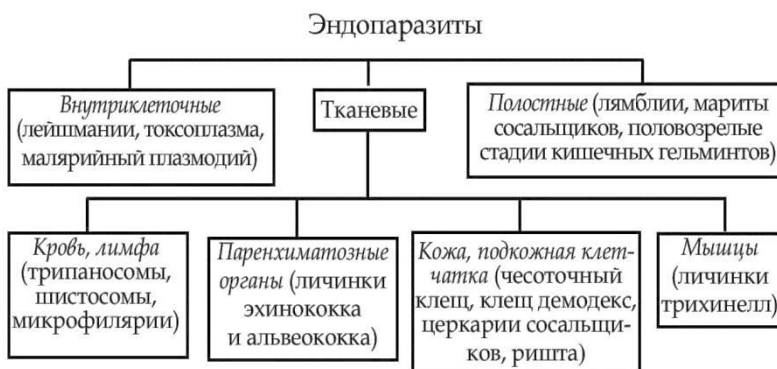 Эндопаразиты
Внутриклеточные
(лейшмании, токсоплазма,
малярийный плазмодий)
Тканевые
Полостные (лямблии, мариты
сосальщиков, половозрелые
стадии кишечных гельминтов)
Кровь, лимфа
(трипаносомы,
шистосомы,
микрофилярии)
Паренхиматозные
органы (личинки
эхинококка
и альвеококка)
Кожа, подкожная клет-
чатка (чесоточный
клещ, клещ демодекс,
церкарии сосальщи-
ков, ришта)
Мышцы
(личинки
трихинелл)